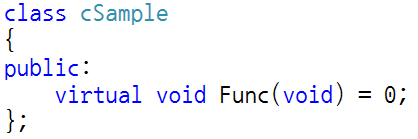 class cSample
{
public:
    virtual void Func(void) = 0;
};